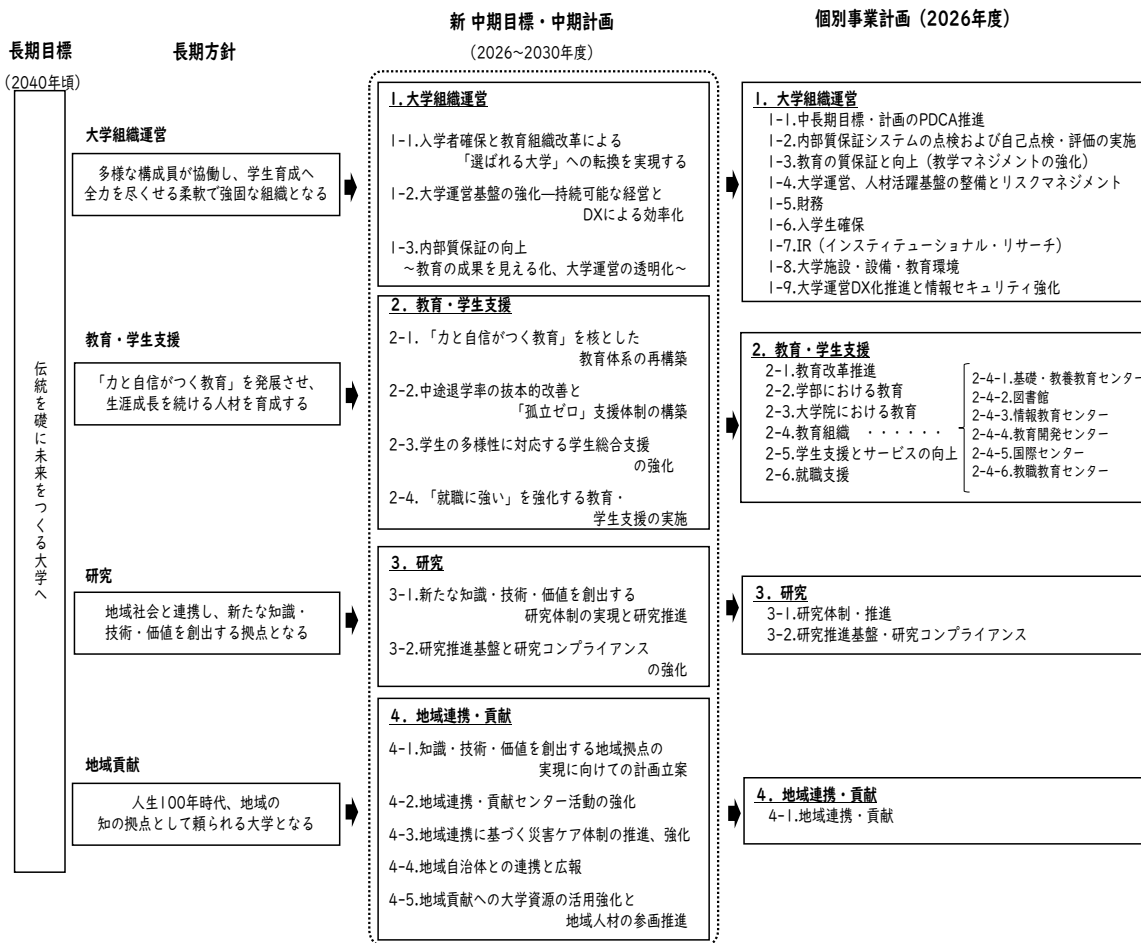 長期目標
(2040年頃)
伝統を礎に未来をつくる大学へ
長期方針
大学組織運営
多様な構成員が協働し、学生育成へ
全力を尽くせる柔軟で強固な組織となる
教育・学生支援
「力と自信がつく教育」を発展させ、
生涯成長を続ける人材を育成する
研究
地域社会と連携し、新たな知識・
技術・価値を創出する拠点となる
地域貢献
人生100年時代、地域の
知の拠点として頼られる大学となる
新 中期目標・中期計画
(2026~2030年度)
1.大学組織運営
1-1.入学者確保と教育組織改革による
「選ばれる大学」への転換を実現する
1-2.大学運営基盤の強化―持続可能な経営と
DXによる効率化
1-3.内部質保証の向上
~教育の成果を見える化、大学運営の透明化~
2.教育・学生支援
2-1.「力と自信がつく教育」を核とした
教育体系の再構築
2-2.中途退学率の抜本的改善と
「孤立ゼロ」支援体制の構築
2-3.学生の多様性に対応する学生総合支援
の強化
2-4.「就職に強い」を強化する教育・
学生支援の実施
3.研究
3-1.新たな知識・技術・価値を創出する
研究体制の実現と研究推進
3-2.研究推進基盤と研究コンプライアンス
の強化
4.地域連携・貢献
4-1.知識・技術・価値を創出する地域拠点の
実現に向けての計画立案
4-2.地域連携・貢献センター活動の強化
4-3.地域連携に基づく災害ケア体制の推進、強化
4-4.地域自治体との連携と広報
4-5.地域貢献への大学資源の活用強化と
地域人材の参画推進
個別事業計画(2026年度)
1.大学組織運営
1-1.中長期目標・計画のPDCA推進
1-2.内部質保証システムの点検および自己点検・評価の実施
1-3.教育の質保証と向上(教学マネジメントの強化)
1-4.大学運営、人材活躍基盤の整備とリスクマネジメント
1-5.財務
1-6.入学生確保
1-7.IR(インスティテューショナル・リサーチ)
1-8.大学施設・設備・教育環境
1-9.大学運営DX化推進と情報セキュリティ強化
2.教育・学生支援
2-1.教育改革推進
2-2.学部における教育
2-3.大学院における教育
2-4.教育組織 ・・・・・・
2-5.学生支援とサービスの向上
2-6.就職支援
2-4-1.基礎・教養教育センター
2-4-2.図書館
2-4-3.情報教育センター
2-4-4.教育開発センター
2-4-5.国際センター
2-4-6.教職教育センター
3.研究
3-1.研究体制・推進
3-2.研究推進基盤・研究コンプライアンス
4.地域連携・貢献
4-1.地域連携・貢献